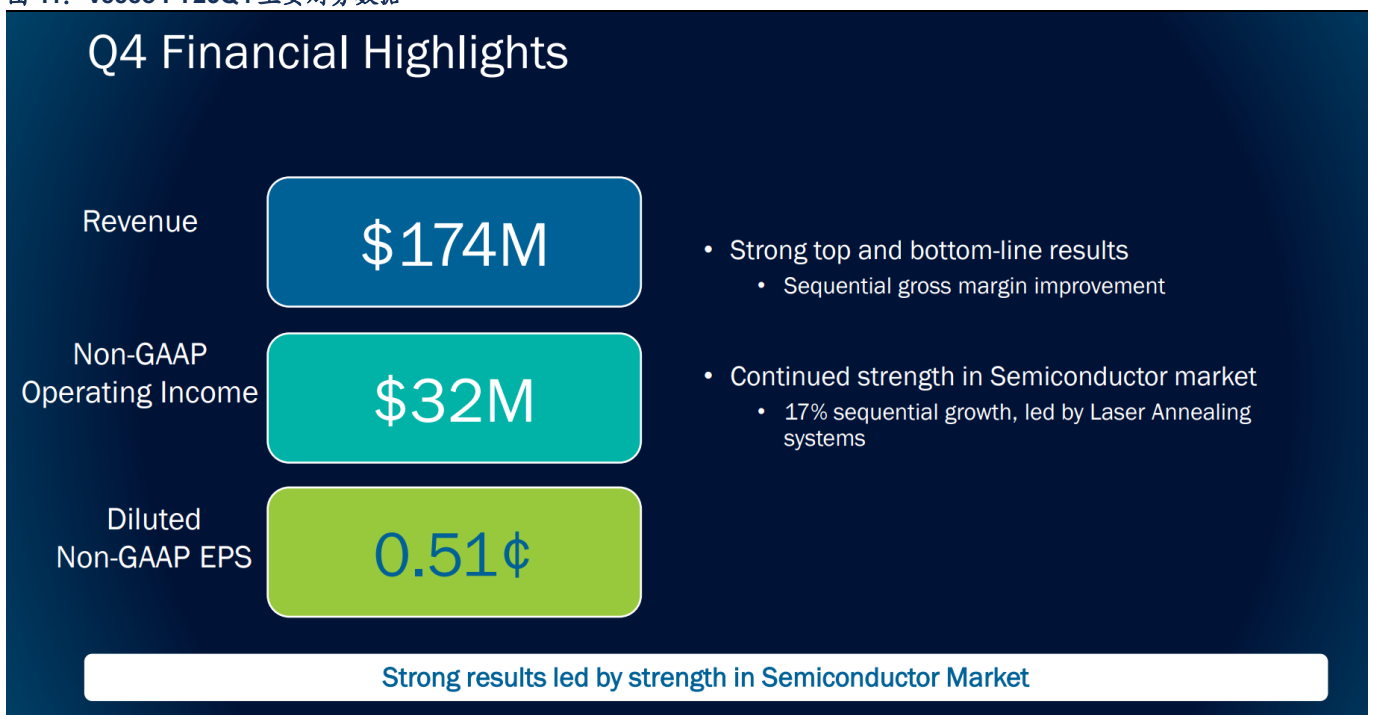 Q4 Financial Highlights
Revenue
$174M
Non-GAAP
Operating Income
$32M
Diluted
Non-GAAP EPS
0.51¢
• Strong top and bottom-line results
• Sequential gross margin improvement
• Continued strength in Semiconductor market
• 17% sequential growth, led by Laser Annealing
systems
Strong results led by strength in Semiconductor Market